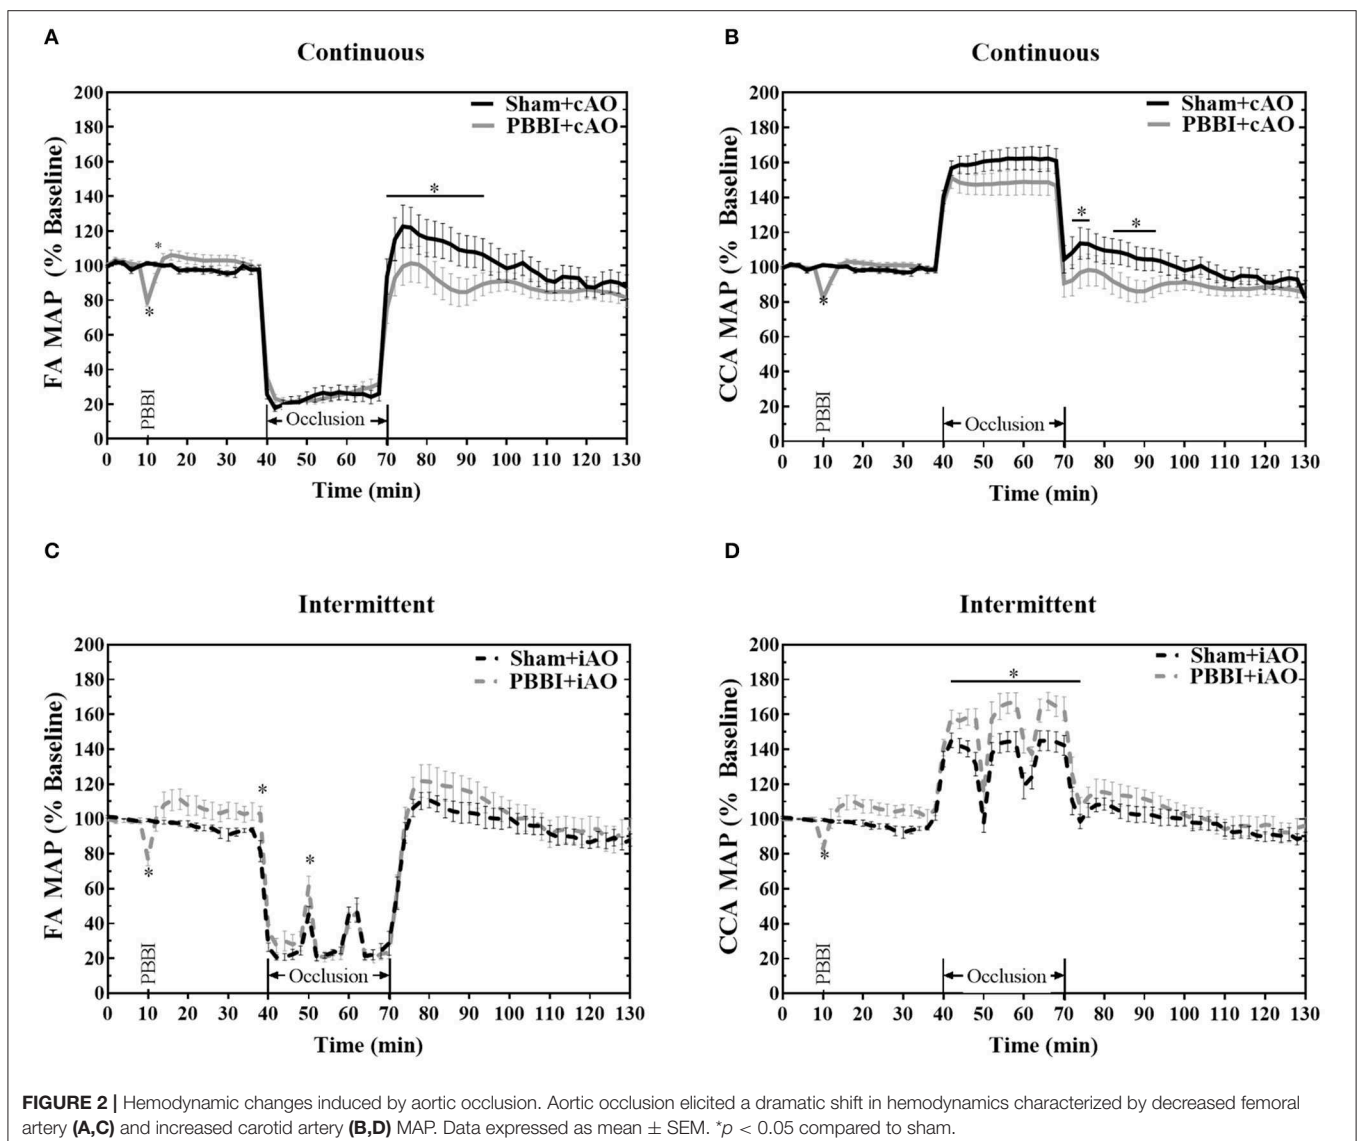 A
Continuous
FA MAP (% Baseline)
200
180
160
140
120
100
80
60
40
20
0
Sham+cAO
PBBI+cAO
*
*
*
PBBI
Occlusion
0 10 20 30 40 50 60 70 80 90 100 110 120 130
Time (min)
B
Continuous
CCA MAP (% Baseline)
200
180
160
140
120
100
80
60
40
20
0
Sham+cAO
PBBI+cAO
* *
*
PBBI
Occlusion
0 10 20 30 40 50 60 70 80 90 100 110 120 130
Time (min)
C
Intermittent
FA MAP (% Baseline)
200
180
160
140
120
100
80
60
40
20
0
Sham+iAO
PBBI+iAO
*
*
*
PBBI
Occlusion
0 10 20 30 40 50 60 70 80 90 100 110 120 130
Time (min)
D
Intermittent
CCA MAP (% Baseline)
200
180
160
140
120
100
80
60
40
20
0
Sham+iAO
PBBI+iAO
*
*
PBBI
Occlusion
0 10 20 30 40 50 60 70 80 90 100 110 120 130
Time (min)
FIGURE 2 | Hemodynamic changes induced by aortic occlusion. Aortic occlusion elicited a dramatic shift in hemodynamics characterized by decreased femoral
artery (A,C) and increased carotid artery (B,D) MAP. Data expressed as mean ± SEM. *p < 0.05 compared to sham.